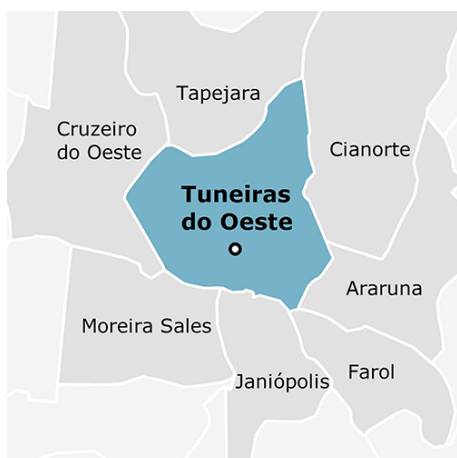 Tapejara
Cruzeiro
do Oeste
Cianorte
Tuneiras
do Oeste
Araruna
Moreira Sales
Janiópolis
Farol